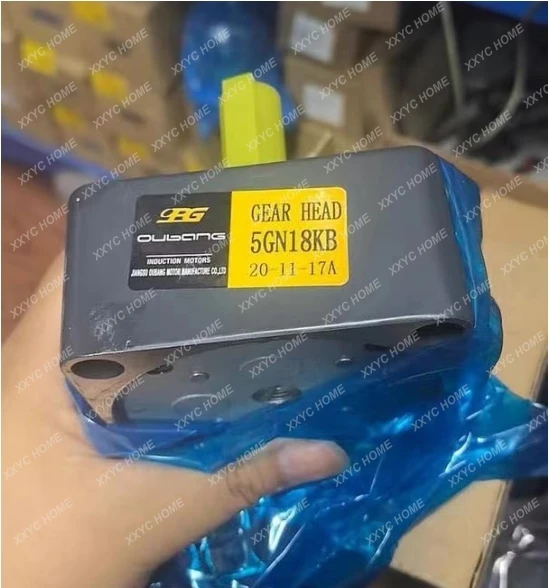 OBG
OUBANG
INDUCTION MOTORS
JIANGSU OUBANG MOTOR MANUFACTURE CO.,LTD
GEAR HEAD
5GN18KB
20-11-17A
XXYC HOME